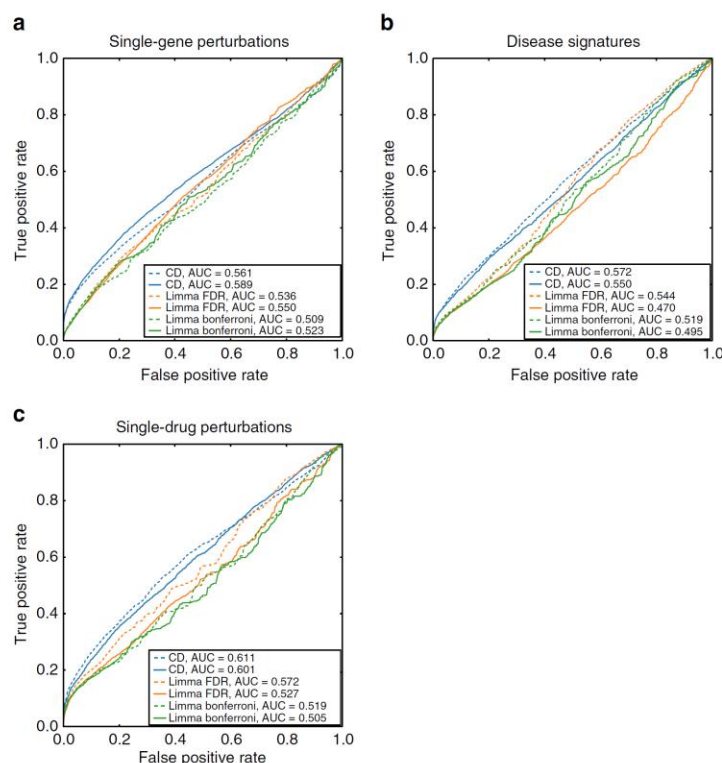 a
Single-gene perturbations
True positive rate
1.0
0.8
0.6
0.4
0.2
0.0
CD, AUC = 0.561
CD, AUC = 0.589
Limma FDR, AUC = 0.536
Limma FDR, AUC = 0.550
Limma bonferroni, AUC = 0.509
Limma bonferroni, AUC = 0.523
0.0 0.2 0.4 0.6 0.8 1.0
False positive rate
b
Disease signatures
True positive rate
1.0
0.8
0.6
0.4
0.2
0.0
CD, AUC = 0.572
CD, AUC = 0.550
Limma FDR, AUC = 0.544
Limma FDR, AUC = 0.470
Limma bonferroni, AUC = 0.519
Limma bonferroni, AUC = 0.495
0.0 0.2 0.4 0.6 0.8 1.0
False positive rate
c
Single-drug perturbations
True positive rate
1.0
0.8
0.6
0.4
0.2
0.0
CD, AUC = 0.611
CD, AUC = 0.601
Limma FDR, AUC = 0.572
Limma FDR, AUC = 0.527
Limma bonferroni, AUC = 0.519
Limma bonferroni, AUC = 0.505
0.0 0.2 0.4 0.6 0.8 1.0
False positive rate